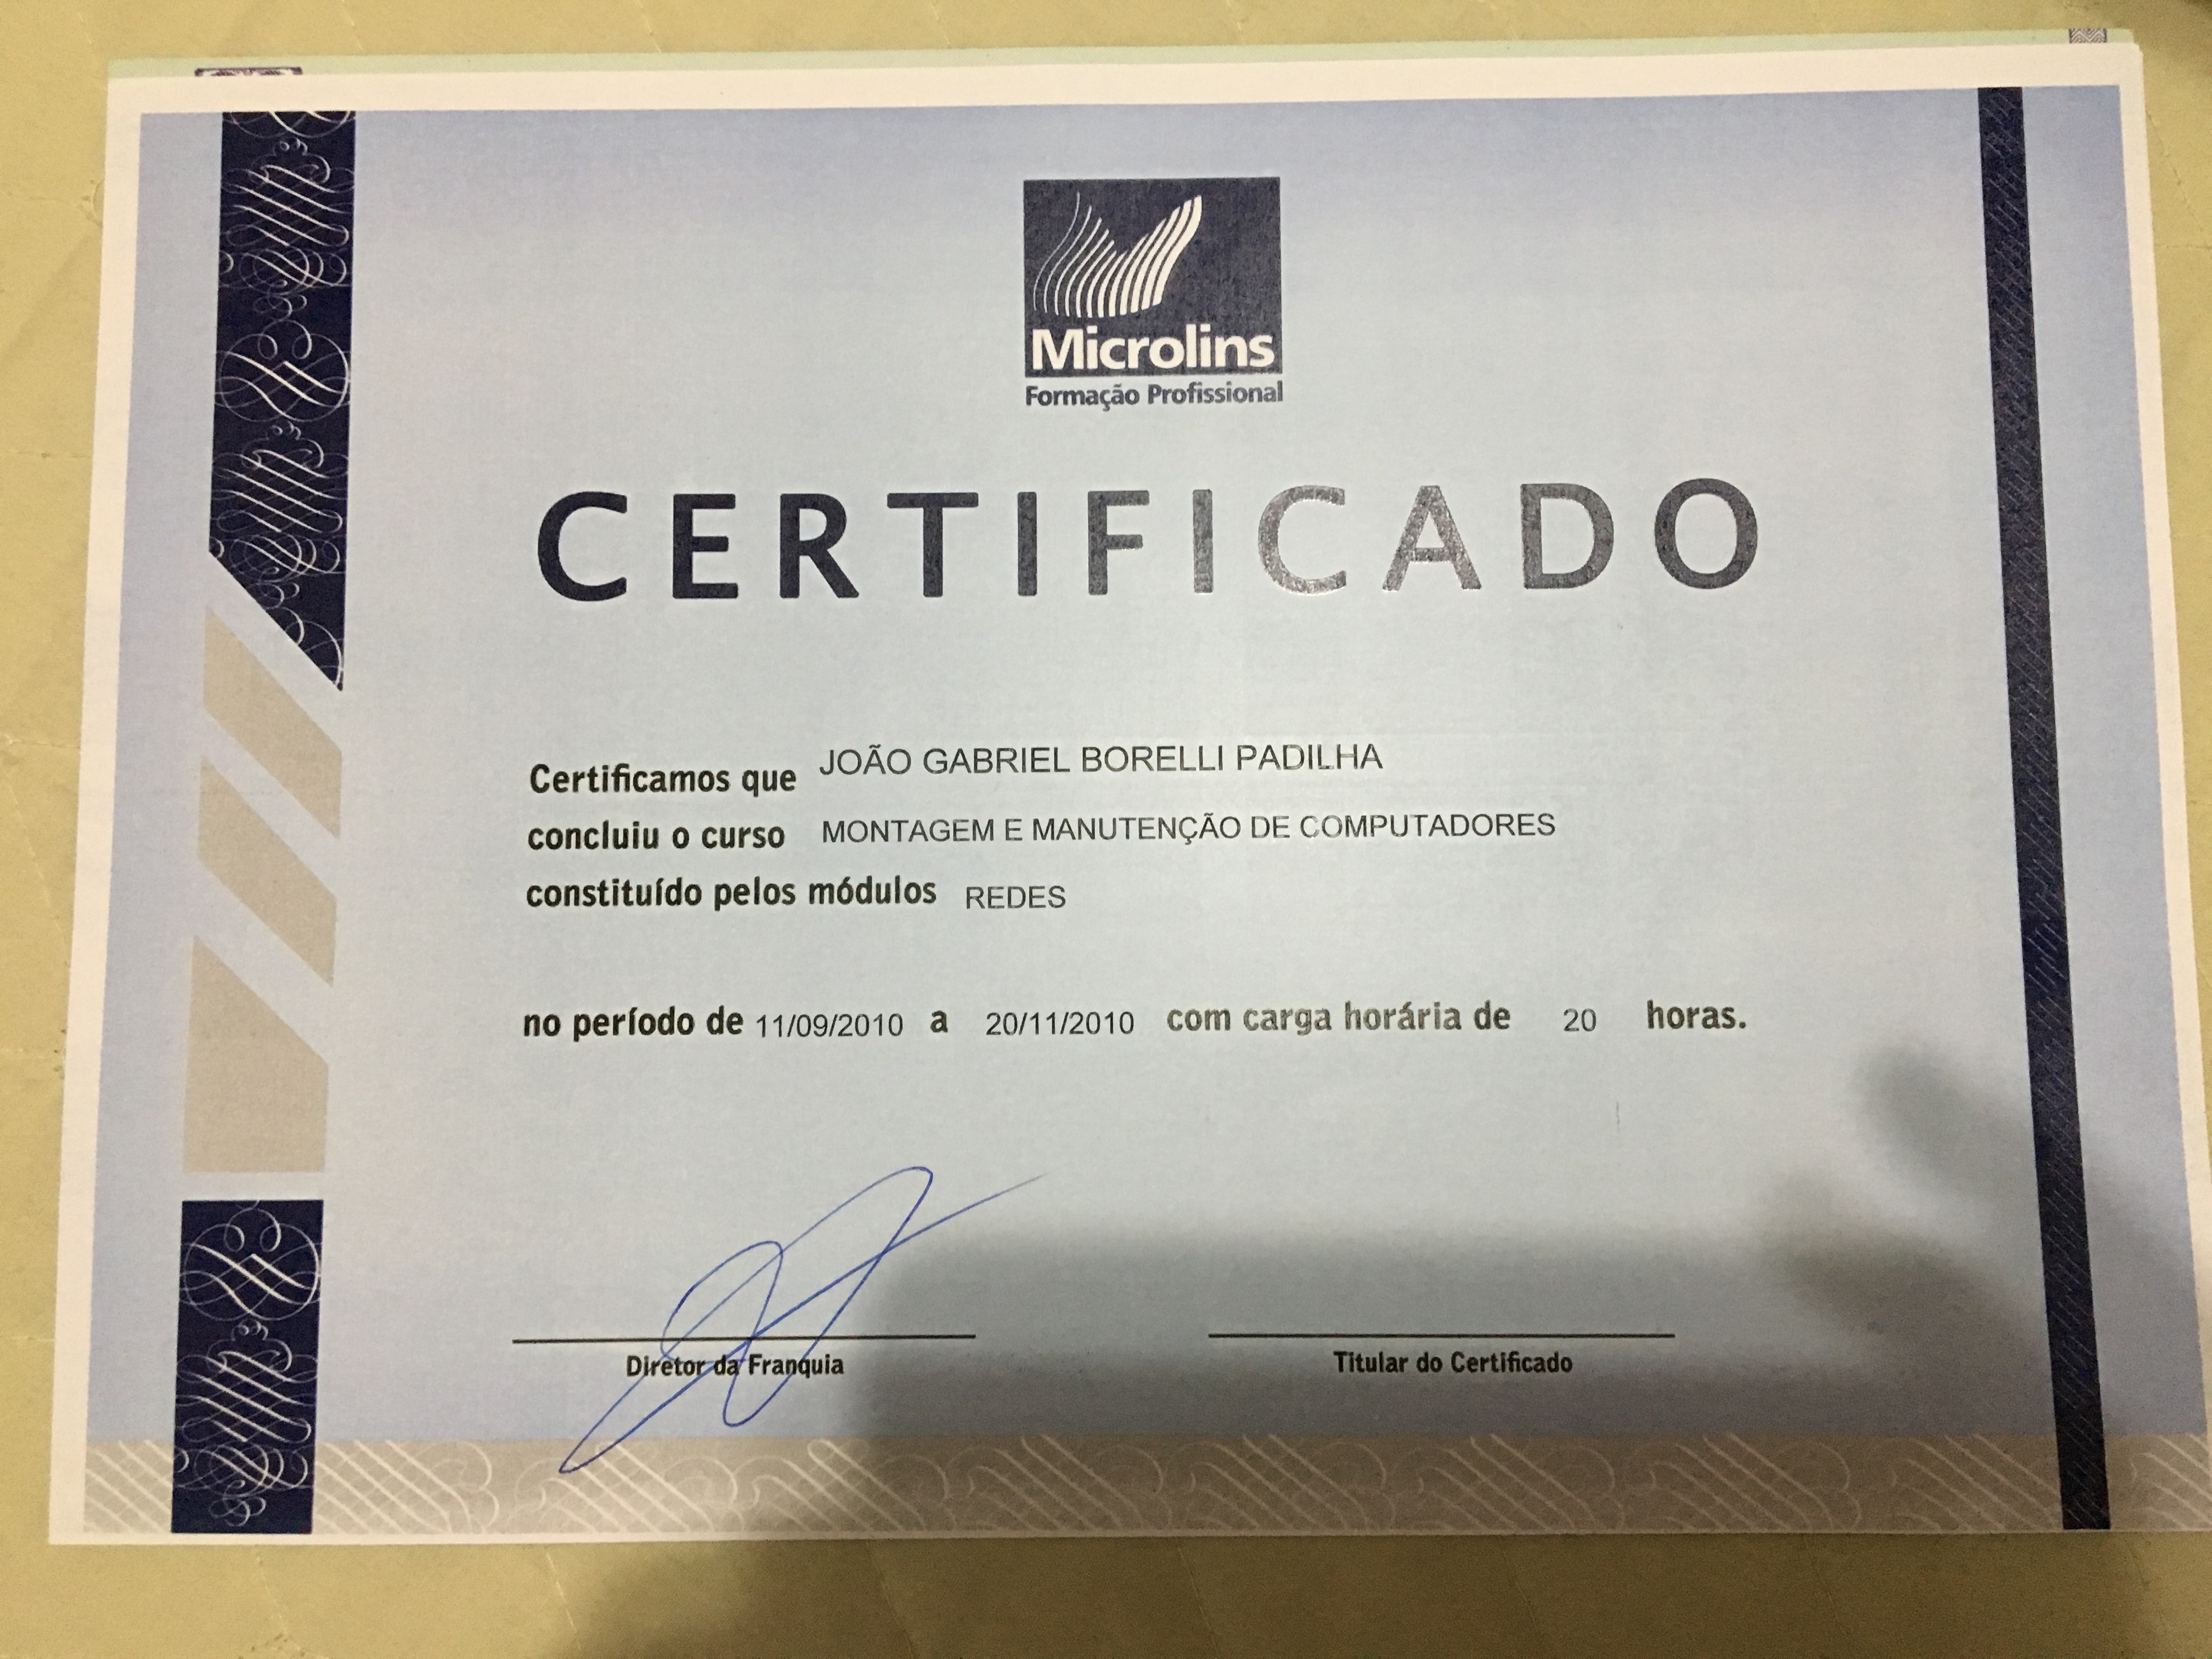 Microlins
Formação Profissional
CERTIFICADO
Certificamos que JOÃO GABRIEL BORELLI PADILHA
concluiu o curso MONTAGEM E MANUTENÇÃO DE COMPUTADORES
constituído pelos módulos REDES
no período de 11/09/2010 a 20/11/2010 com carga horária de 20 horas.
Diretor da Franquia
Titular do Certificado